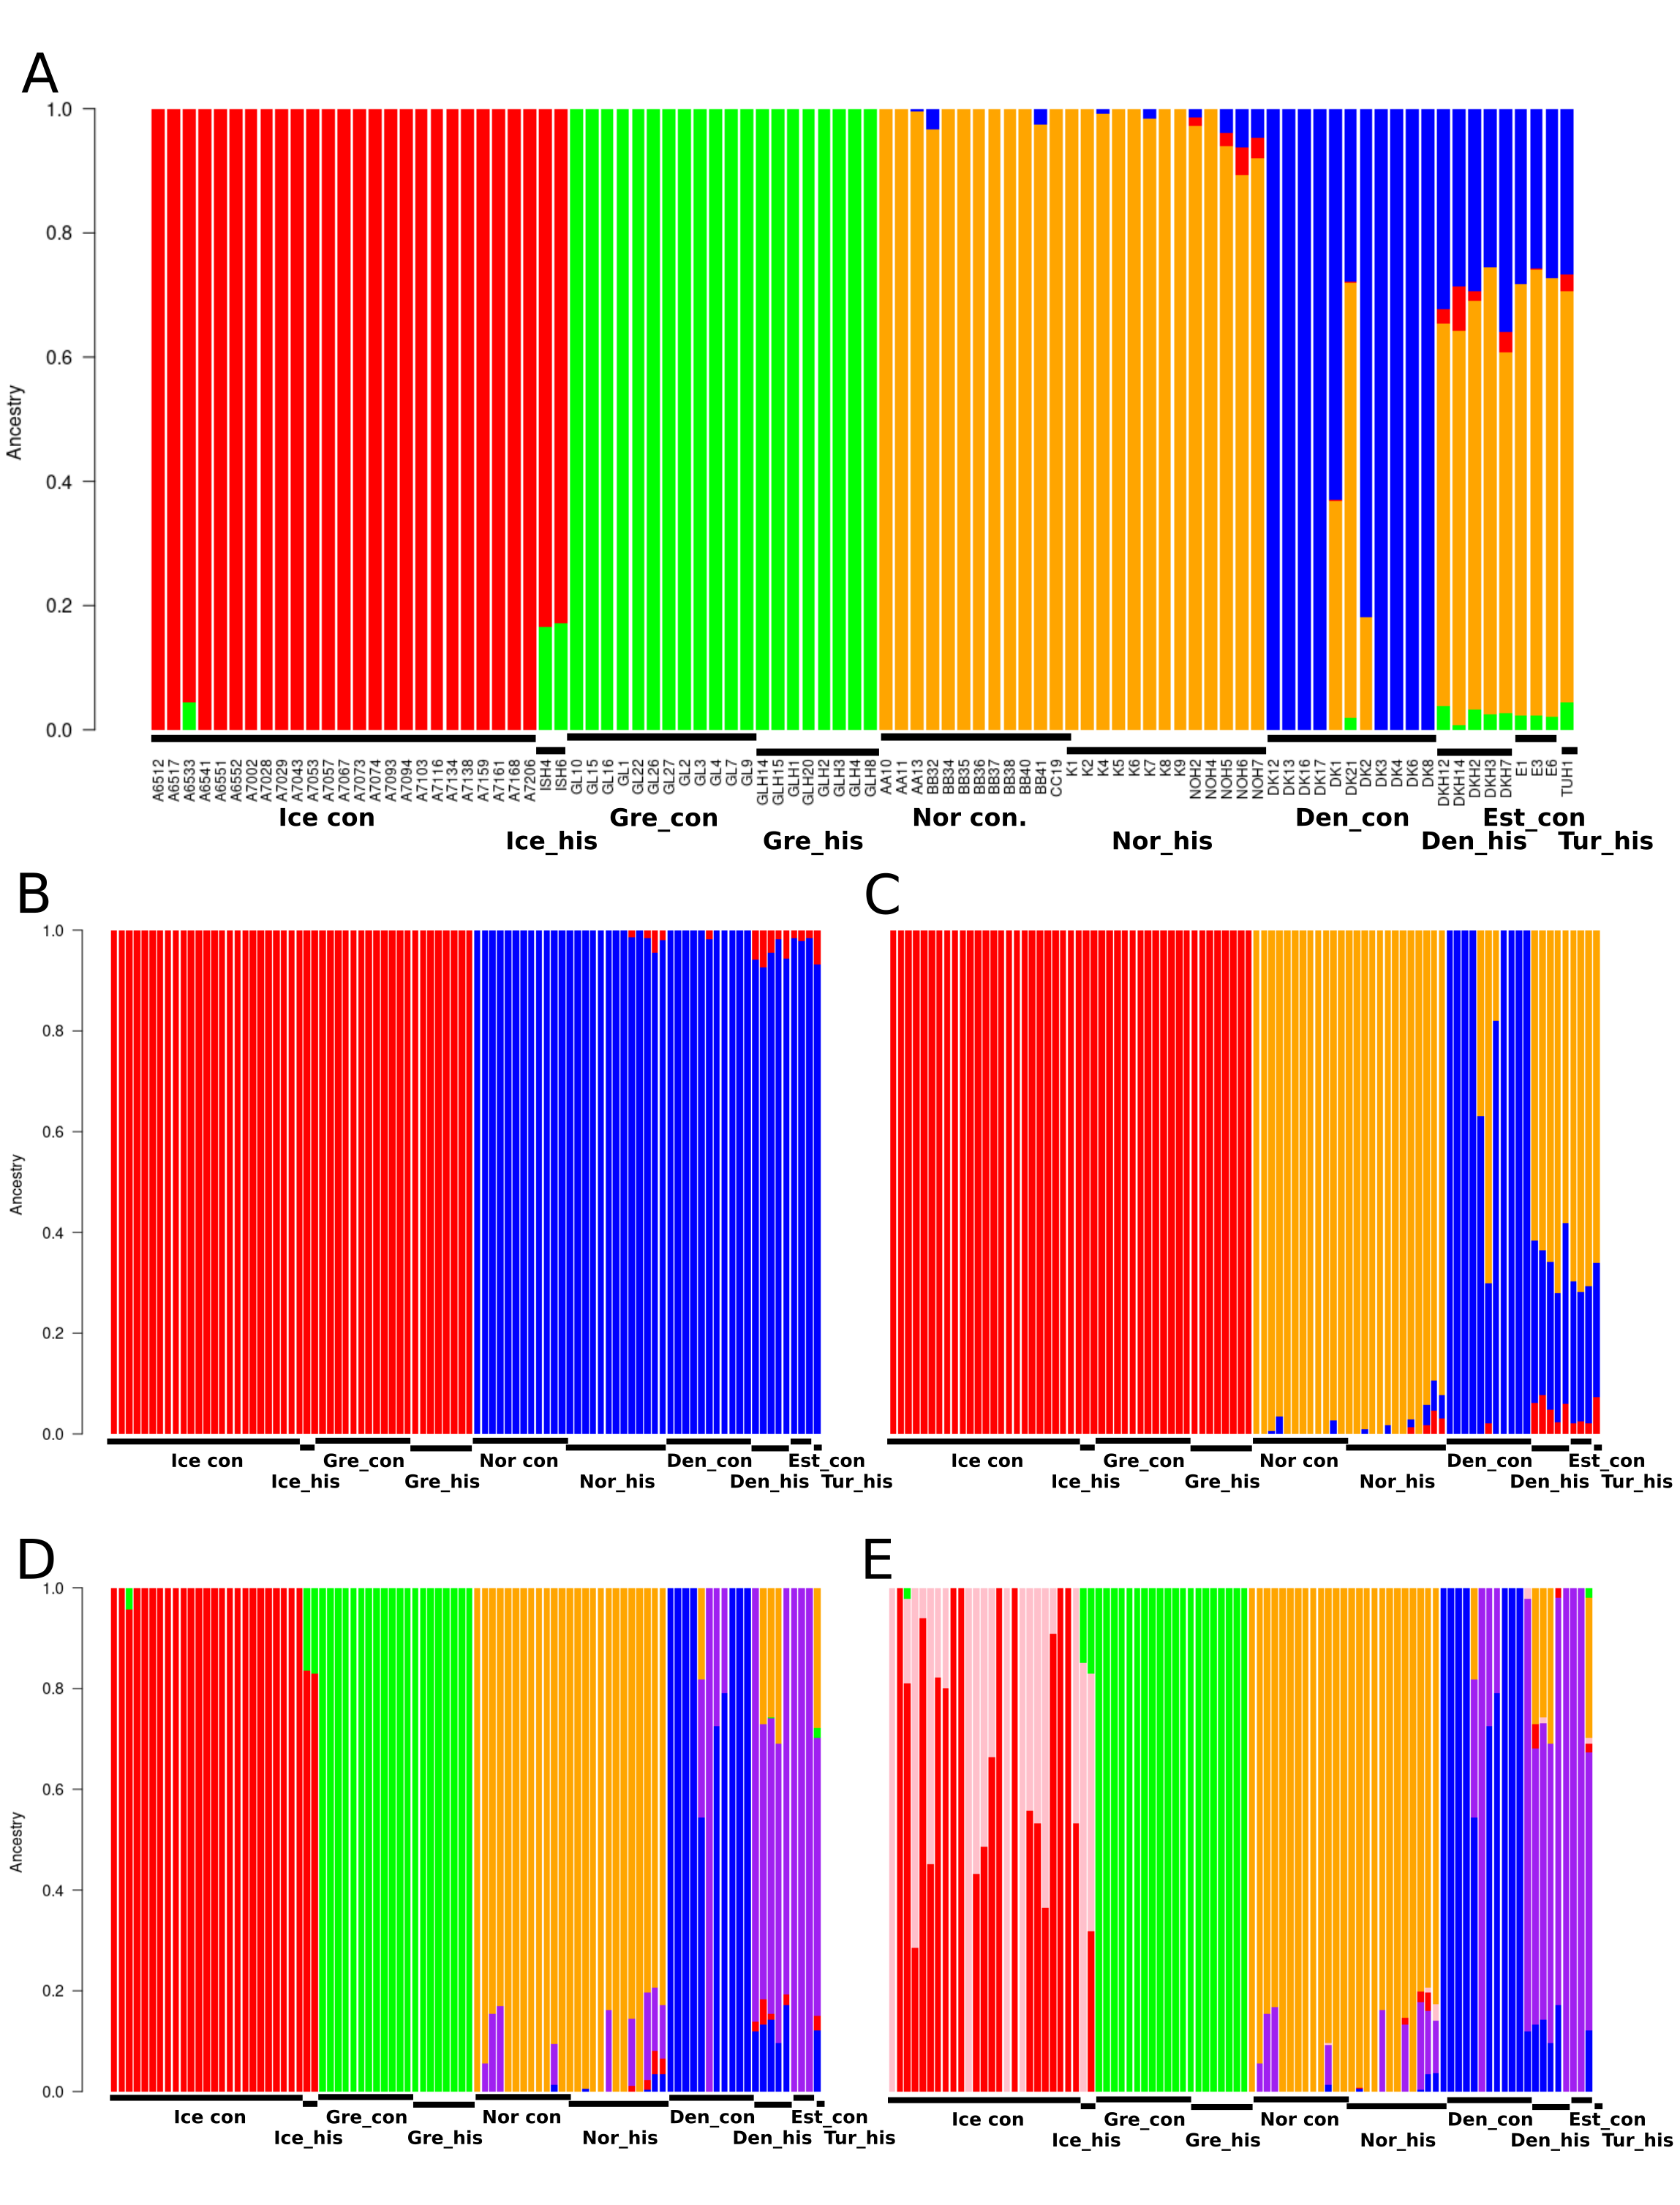 A
1.0
0.8
0.6
0.4
0.2
0.0
Ancestry
A6512 A6517 A6533 A6541 A6551 A6552 A7002 A7028 A7029 A7043 A7053 A7057 A7067 A7073 A7074 A7093 A7094 A7103 A7116 A7134 A7138 A7159 A7161 A7168 A7206 ISH4 ISH6 GL10 GL15 GL16 GL1 GL22 GL26 GL27 GL2 GL3 GL4 GL7 GL9 GLH14 GLH15 GLH1 GLH20 GLH2 GLH3 GLH4 GLH8 AA10 AA11 AA13 BB32 BB34 BB35 BB36 BB37 BB38 BB40 BB41 CC19 K1 K2 K4 K5 K6 K7 K8 K9 NOH2 NOH4 NOH5 NOH6 NOH7 DK12 DK13 DK16 DK17 DK1 DK21 DK2 DK3 DK4 DK6 DK8 DKH12 DKH14 DKH2 DKH3 DKH7 E1 E3 E6 TUH1
Ice con Gre_con Nor con. Den_con Est_con
Ice_his Gre_his Nor_his Den_his Tur_his
B
1.0
0.8
0.6
0.4
0.2
0.0
Ancestry
Ice con Gre_con Nor con Den_con Est_con
Ice_his Gre_his Nor_his Den_his Tur_his
C
Ice con Gre_con Nor con Den_con Est_con
Ice_his Gre_his Nor_his Den_his Tur_his
D
1.0
0.8
0.6
0.4
0.2
0.0
Ancestry
Ice con Gre_con Nor con Den_con Est_con
Ice_his Gre_his Nor_his Den_his Tur_his
E
Ice con Gre_con Nor con Den_con Est_con
Ice_his Gre_his Nor_his Den_his Tur_his